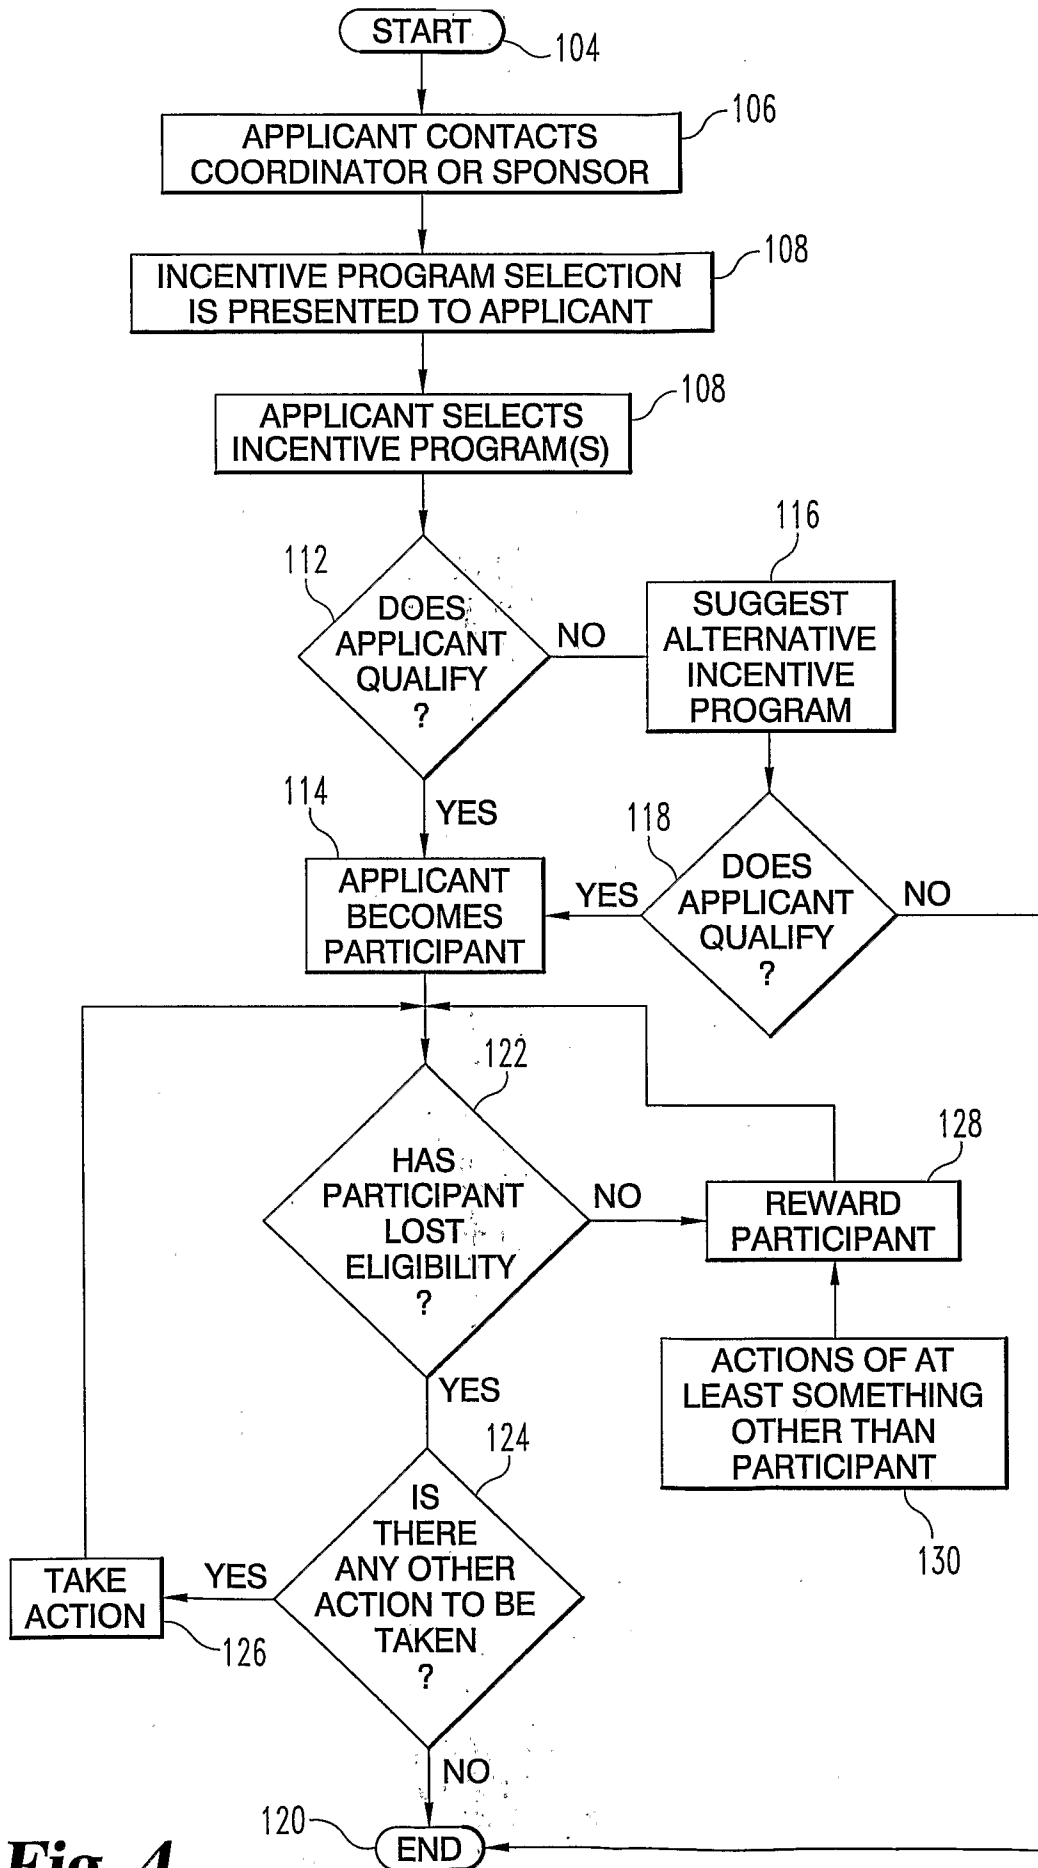 START
104
APPLICANT CONTACTS
COORDINATOR OR SPONSOR
106
INCENTIVE PROGRAM SELECTION
IS PRESENTED TO APPLICANT
108
APPLICANT SELECTS
INCENTIVE PROGRAM(S)
108
112
DOES
APPLICANT
QUALIFY
?
NO
116
SUGGEST
ALTERNATIVE
INCENTIVE
PROGRAM
YES
114
APPLICANT
BECOMES
PARTICIPANT
118
DOES
APPLICANT
QUALIFY
?
YES
NO
122
HAS
PARTICIPANT
LOST
ELIGIBILITY
?
NO
128
REWARD
PARTICIPANT
ACTIONS OF AT
LEAST SOMETHING
OTHER THAN
PARTICIPANT
130
YES
124
IS
THERE
ANY OTHER
ACTION TO BE
TAKEN
?
YES
TAKE
ACTION
126
NO
120
END
Fig. 4